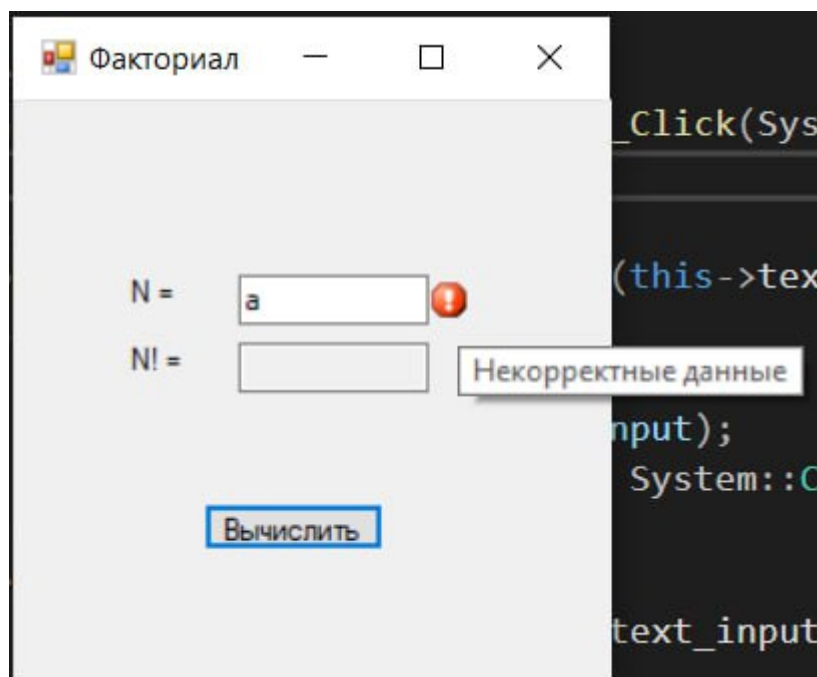 Факториал
_Click(Sys
(this->tex
N = a
N! =
Некорректные данные
nput);
System::C
Вычислить
text_input